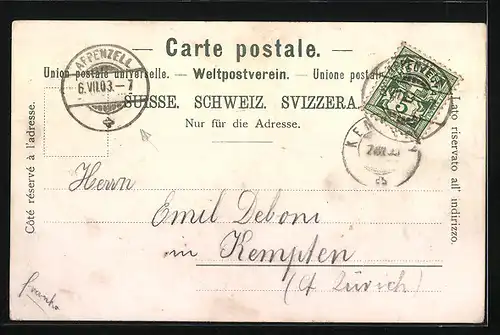 — Carte postale. —
Union postale universelle. — Weltpostverein. — Unione postale
SUISSE. SCHWEIZ. SVIZZERA.
Nur für die Adresse.
APPENZELL
6.VII.03.-7
5
Côté réservé à l'adresse.
Lato riservato all' indirizzo.
Herrn
Emil Deboni
in Kempten
(Ct Zürich)
franko